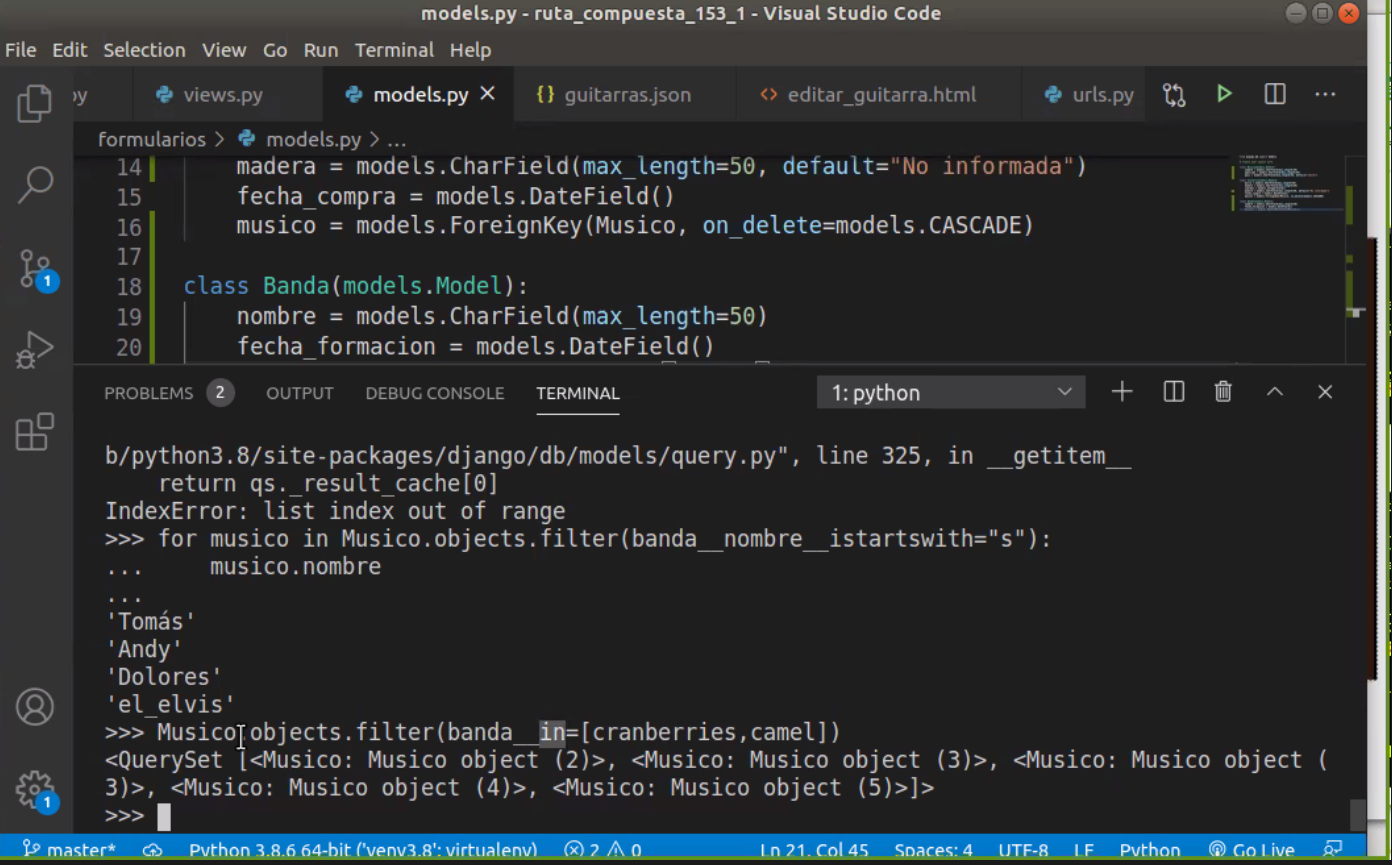 models.py - ruta_compuesta_153_1 - Visual Studio Code
File Edit Selection View Go Run Terminal Help
py views.py models.py guitarras.json editar_guitarra.html urls.py
formularios > models.py > ...
14 madera = models.CharField(max_length=50, default="No informada")
15 fecha_compra = models.DateField()
16 musico = models.ForeignKey(Musico, on_delete=models.CASCADE)
17
18 class Banda(models.Model):
19 nombre = models.CharField(max_length=50)
20 fecha_formacion = models.DateField()
PROBLEMS 2 OUTPUT DEBUG CONSOLE TERMINAL 1: python
b/python3.8/site-packages/django/db/models/query.py", line 325, in __getitem__
return qs._result_cache[0]
IndexError: list index out of range
>>> for musico in Musico.objects.filter(banda__nombre__istartswith="s"):
... musico.nombre
...
'Tomás'
'Andy'
'Dolores'
'el_elvis'
>>> Musico.objects.filter(banda__in=[cranberries,camel])
<QuerySet [<Musico: Musico object (2)>, <Musico: Musico object (3)>, <Musico: Musico object (
3)>, <Musico: Musico object (4)>, <Musico: Musico object (5)>]>
>>>
1
1
master* Python 3.8.6 64-bit ('venv3.8': virtualenv) 2 0 Ln 21, Col 45 Spaces: 4 UTF-8 LF Python Go Live